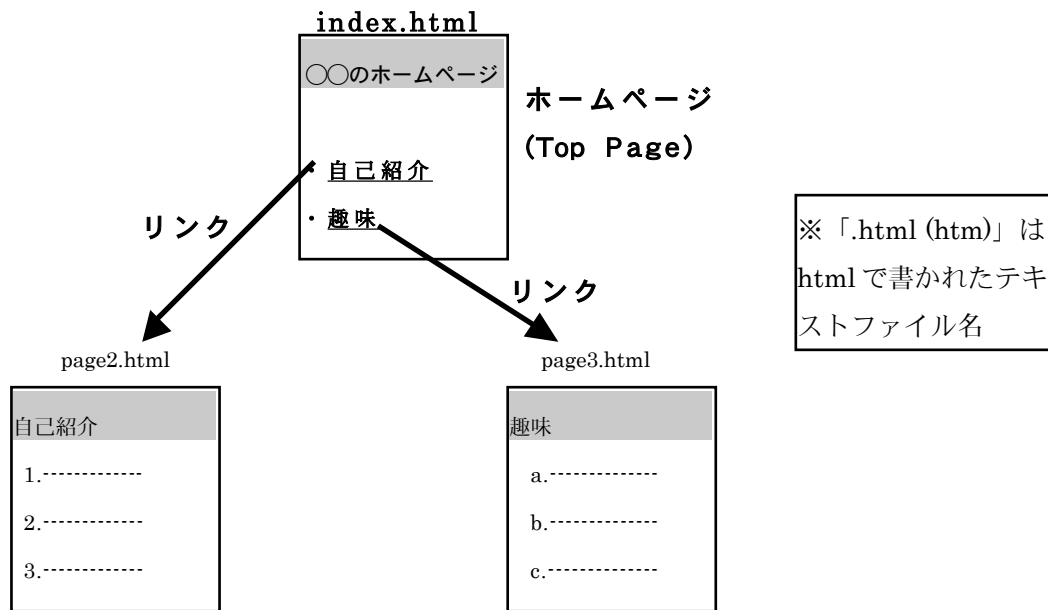 index.html
○○のホームページ
ホームページ
(Top Page)
・自己紹介
・趣味
リンク
リンク
※「.html (htm)」は
html で書かれたテキ
ストファイル名
page2.html
page3.html
自己紹介
1.-------------
2.-------------
3.-------------
趣味
a.--------------
b.--------------
c.--------------